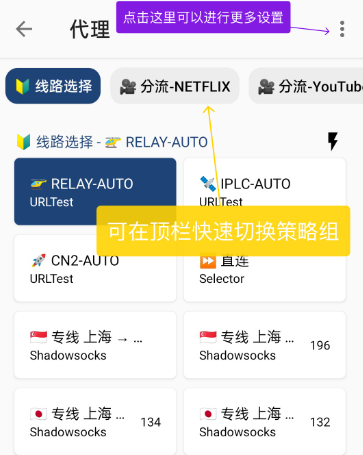 代理
点击这里可以进行更多设置
线路选择
分流-NETFLIX
分流-YouTube
线路选择 - RELAY-AUTO
RELAY-AUTO
URLTest
IPLC-AUTO
可在顶栏快速切换策略组
CN2-AUTO
URLTest
直连
Selector
专线 上海 → ...
Shadowsocks
专线 上海 ...
196
Shadowsocks
专线 上海 ...
134
Shadowsocks
专线 上海 ...
132
Shadowsocks